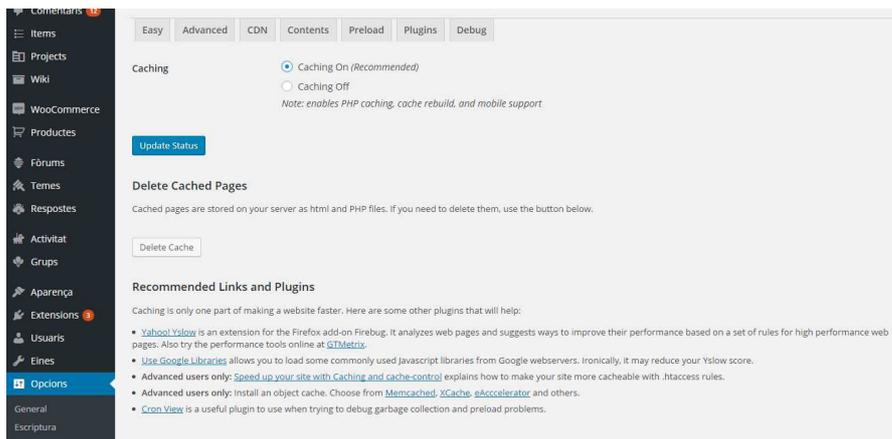 Comentaris 12
Items
Projects
Wiki
WooCommerce
Productes
Fòrums
Temes
Respostes
Activitat
Grups
Aparença
Extensions 3
Usuaris
Eines
Opcions
General
Escriptura
Easy Advanced CDN Contents Preload Plugins Debug
Caching
Caching On (Recommended)
Caching Off
Note: enables PHP caching, cache rebuild, and mobile support
Update Status
Delete Cached Pages
Cached pages are stored on your server as html and PHP files. If you need to delete them, use the button below.
Delete Cache
Recommended Links and Plugins
Caching is only one part of making a website faster. Here are some other plugins that will help:
• Yahoo! Yslow is an extension for the Firefox add-on Firebug. It analyzes web pages and suggests ways to improve their performance based on a set of rules for high performance web
pages. Also try the performance tools online at GTMetrix.
• Use Google Libraries allows you to load some commonly used Javascript libraries from Google webservers. Ironically, it may reduce your Yslow score.
• Advanced users only: Speed up your site with Caching and cache-control explains how to make your site more cacheable with .htaccess rules.
• Advanced users only: Install an object cache. Choose from Memcached, XCache, eAcccelerator and others.
• Cron View is a useful plugin to use when trying to debug garbage collection and preload problems.